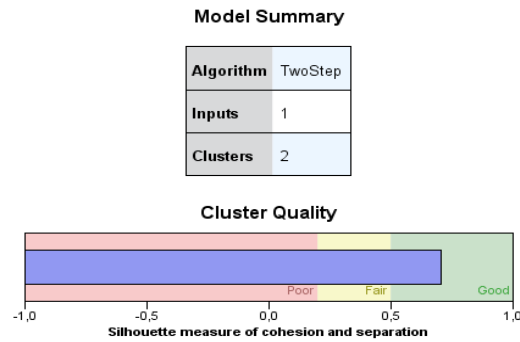 Model Summary
Algorithm TwoStep
Inputs 1
Clusters 2
Cluster Quality
Poor Fair Good
-1,0 -0,5 0,0 0,5 1,0
Silhouette measure of cohesion and separation